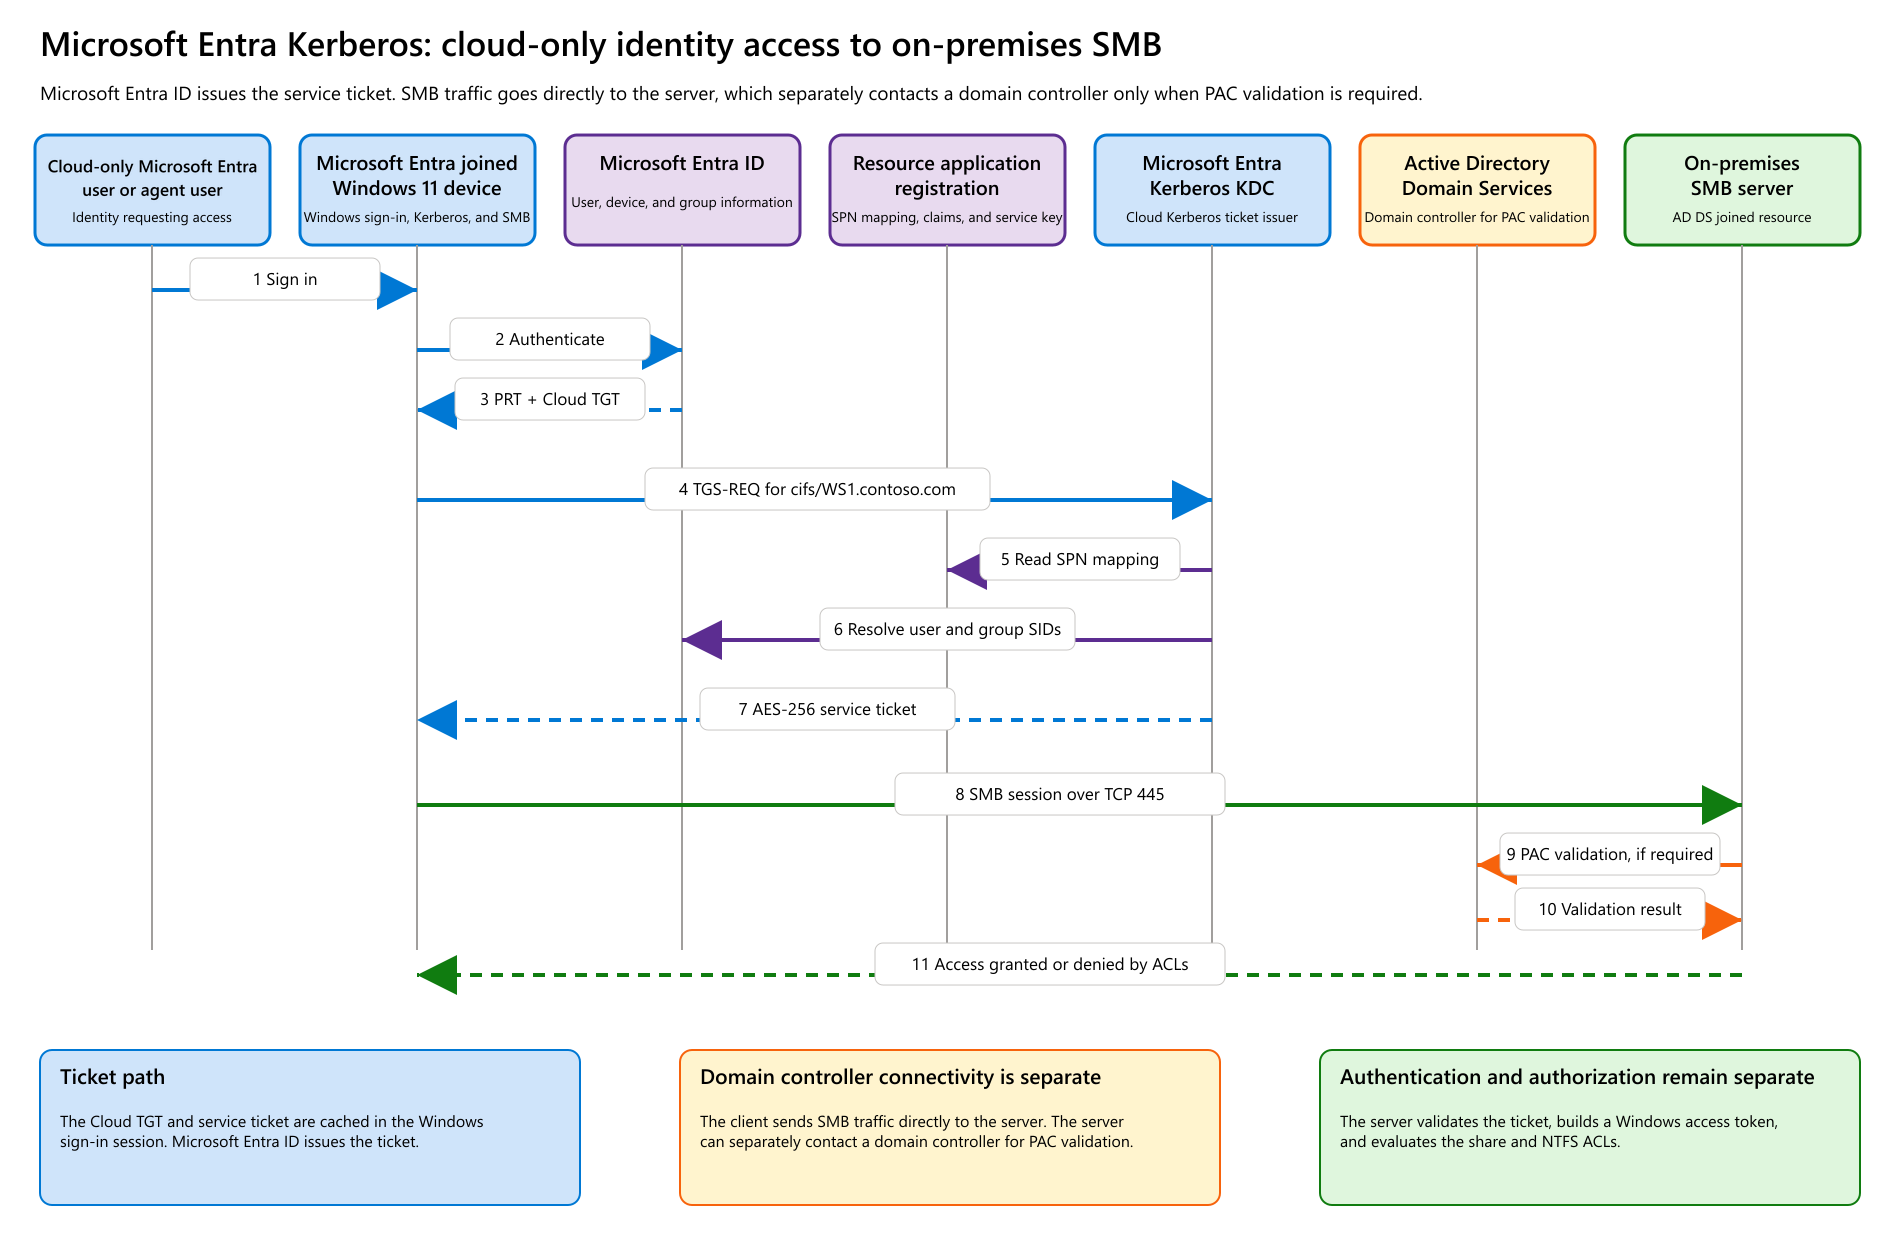 Microsoft Entra Kerberos: cloud-only identity access to on-premises SMB
Microsoft Entra ID issues the service ticket. SMB traffic goes directly to the server, which separately contacts a domain controller only when PAC validation is required.
Cloud-only Microsoft Entra
user or agent user
Identity requesting access
Microsoft Entra joined
Windows 11 device
Windows sign-in, Kerberos, and SMB
Microsoft Entra ID
User, device, and group information
Resource application
registration
SPN mapping, claims, and service key
Microsoft Entra
Kerberos KDC
Cloud Kerberos ticket issuer
Active Directory
Domain Services
Domain controller for PAC validation
On-premises
SMB server
AD DS joined resource
1 Sign in
2 Authenticate
3 PRT + Cloud TGT
4 TGS-REQ for cifs/WS1.contoso.com
5 Read SPN mapping
6 Resolve user and group SIDs
7 AES-256 service ticket
8 SMB session over TCP 445
9 PAC validation, if required
10 Validation result
11 Access granted or denied by ACLs
Ticket path
The Cloud TGT and service ticket are cached in the Windows
sign-in session. Microsoft Entra ID issues the ticket.
Domain controller connectivity is separate
The client sends SMB traffic directly to the server. The server
can separately contact a domain controller for PAC validation.
Authentication and authorization remain separate
The server validates the ticket, builds a Windows access token,
and evaluates the share and NTFS ACLs.